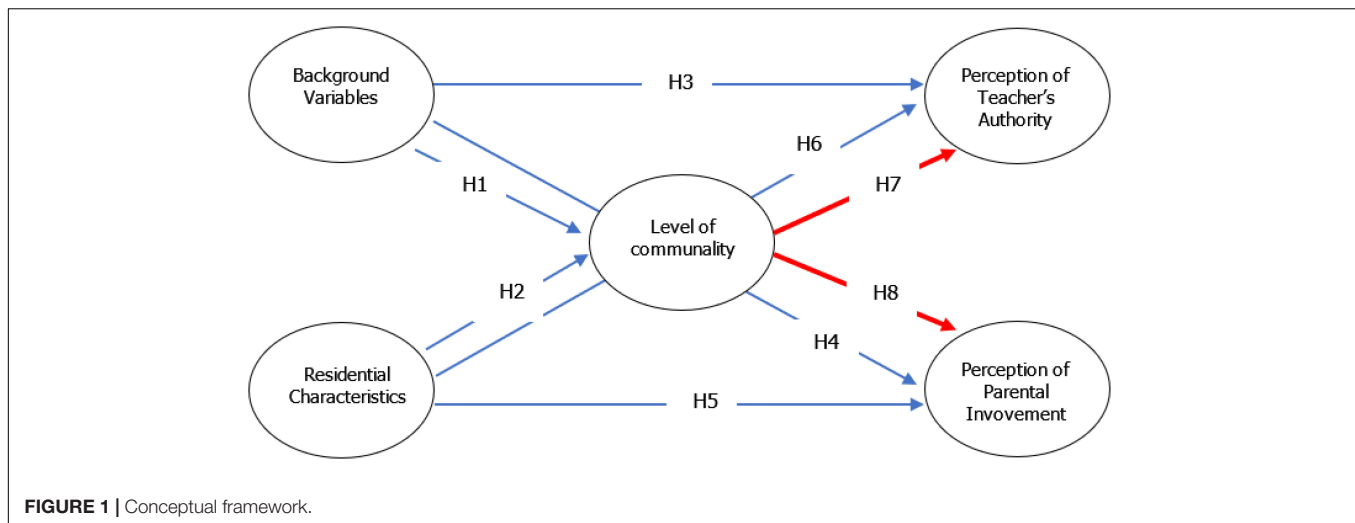 Background
Variables
H3
Perception of
Teacher's
Authority
H6
H1
H7
Level of
communality
H2
H8
H4
Residential
Characteristics
H5
Perception of
Parental
Invovement
FIGURE 1 | Conceptual framework.